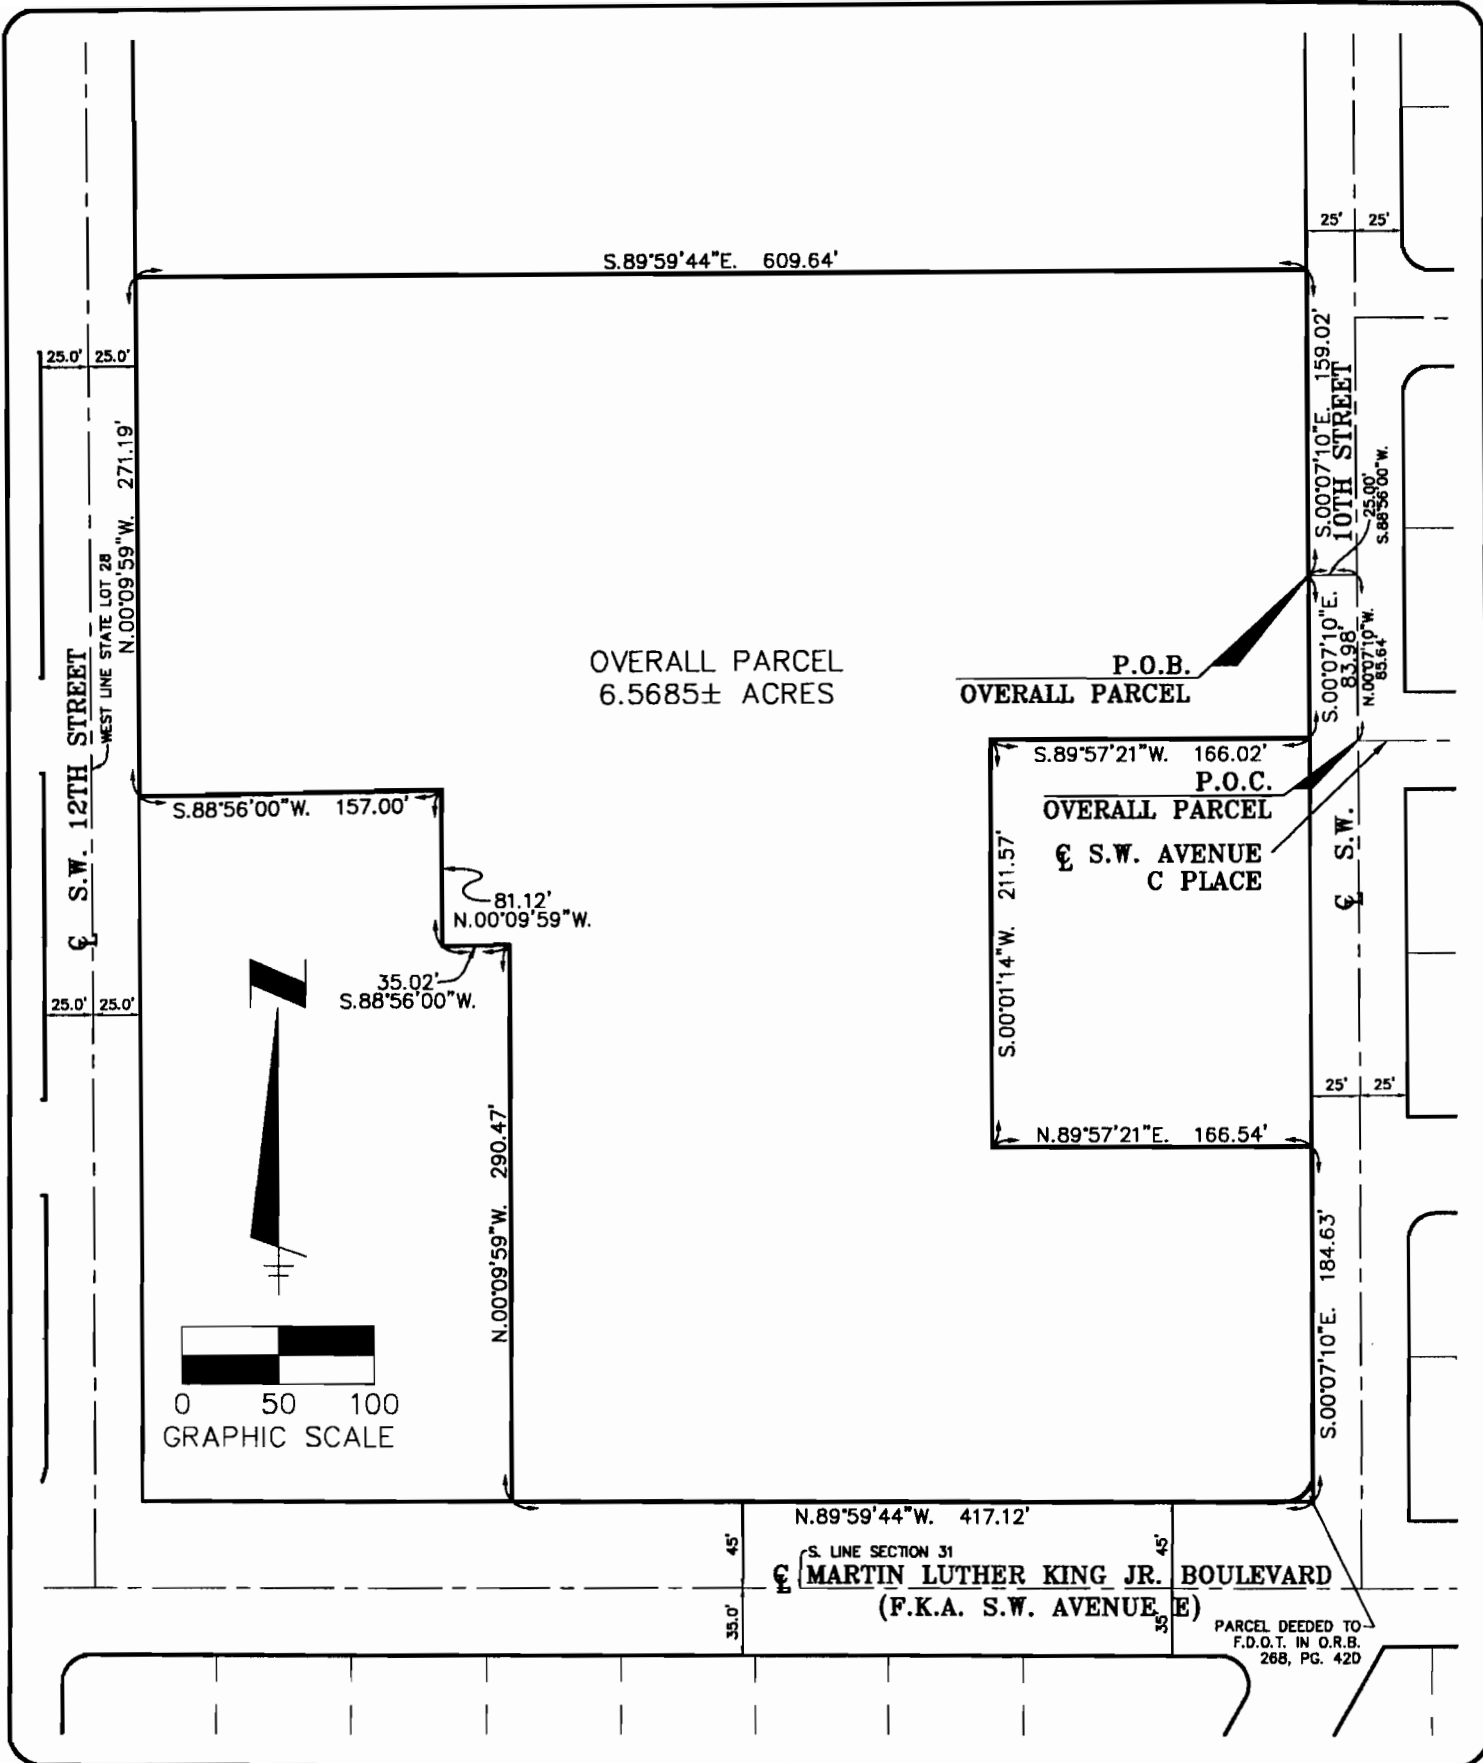 25' 25'
S.89°59'44"E. 609.64'
S.00°07'10"E. 159.02'
10TH STREET
25.0' 25.0'
N.00°09'59"W. 271.19'
25.00'
S.88°56'00"W.
WEST LINE STATE LOT 28
℄ S.W. 12TH STREET
OVERALL PARCEL
6.5685± ACRES
P.O.B.
OVERALL PARCEL
S.00°07'10"E.
83.98'
N.00°07'10"W.
85.64'
S.89°57'21"W. 166.02'
P.O.C.
OVERALL PARCEL
℄ S.W. AVENUE
C PLACE
℄ S.W.
S.88°56'00"W. 157.00'
81.12'
N.00°09'59"W.
35.02'
S.88°56'00"W.
S.00°01'14"W. 211.57'
25.0' 25.0'
N
25' 25'
N.89°57'21"E. 166.54'
N.00°09'59"W. 290.47'
S.00°07'10"E. 184.63'
0 50 100
GRAPHIC SCALE
N.89°59'44"W. 417.12'
45' 45'
S. LINE SECTION 31
℄ MARTIN LUTHER KING JR. BOULEVARD
(F.K.A. S.W. AVENUE E)
35.0' 35'
PARCEL DEEDED TO
F.D.O.T. IN O.R.B.
268, PG. 42D